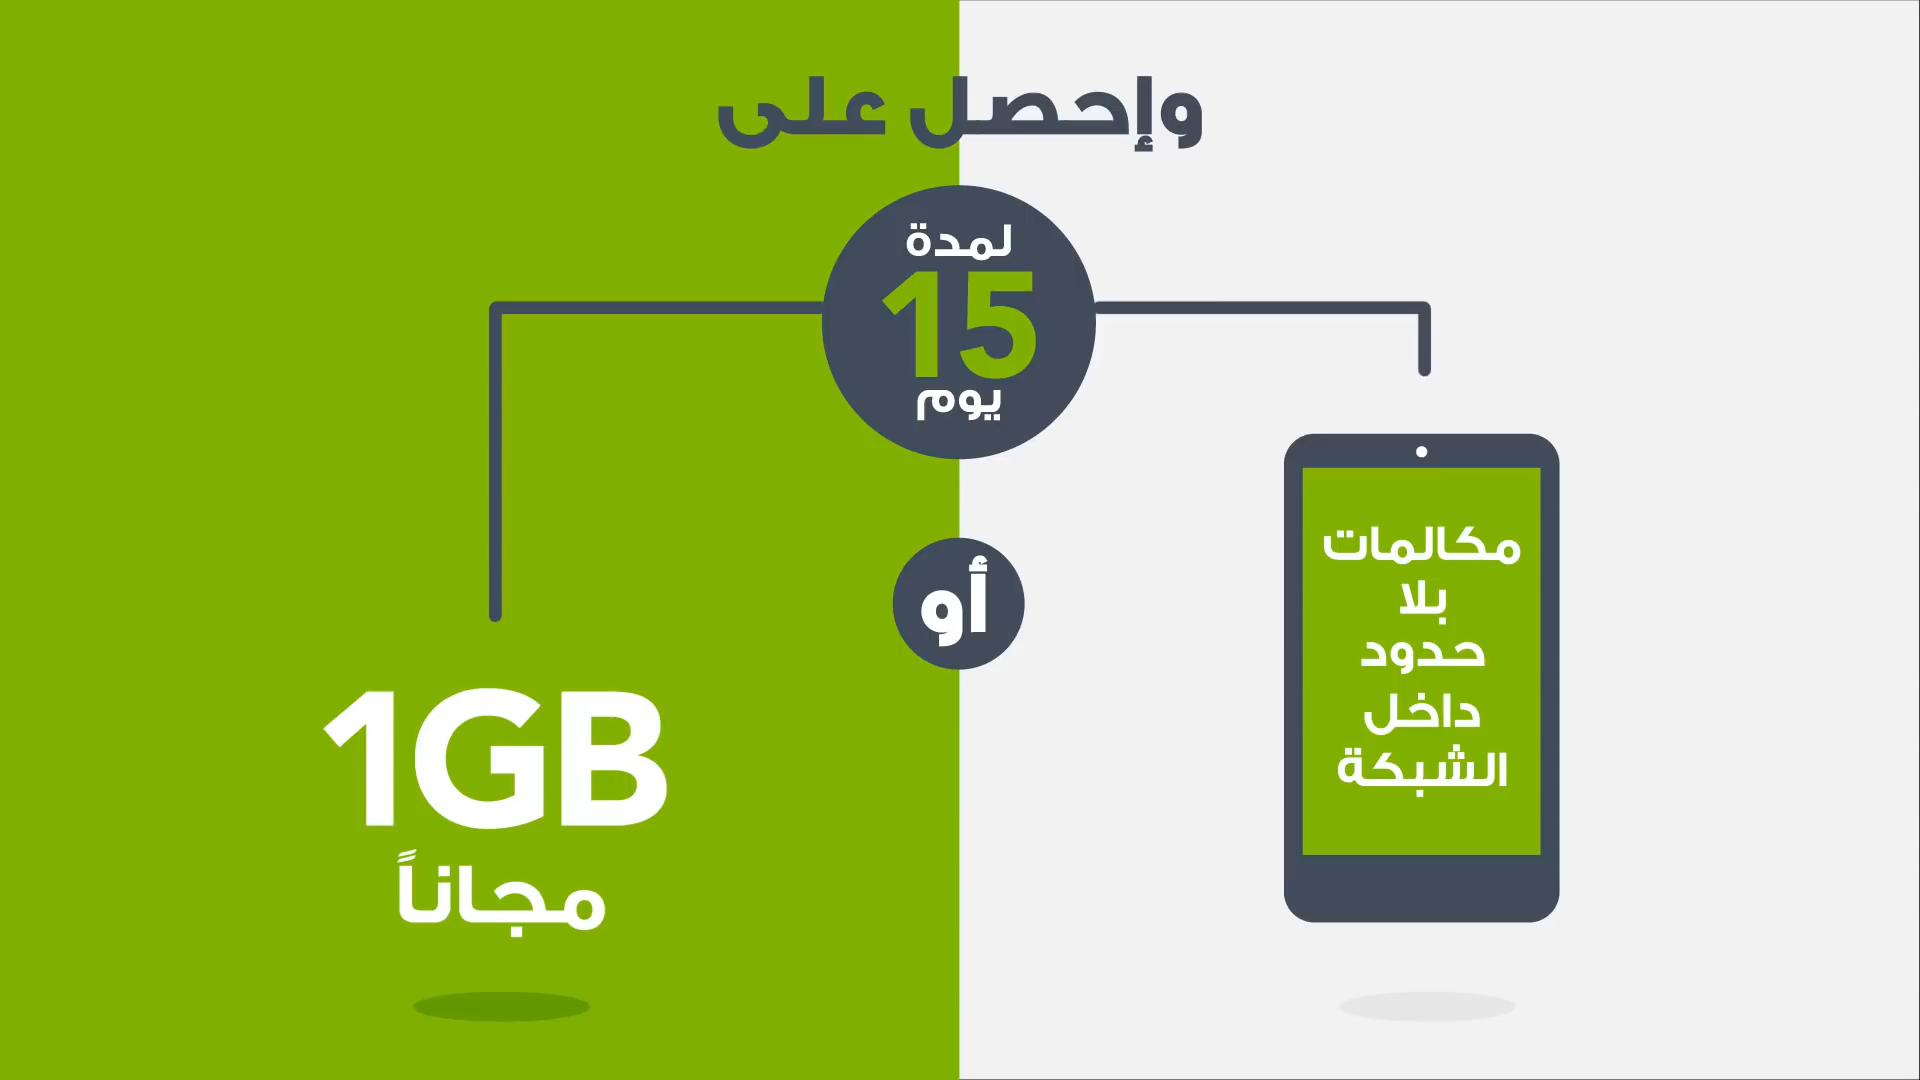 وإحصل على
لمدة
15
يوم
مكالمات
بلا
حدود
داخل
الشبكة
أو
1GB
مجاناً